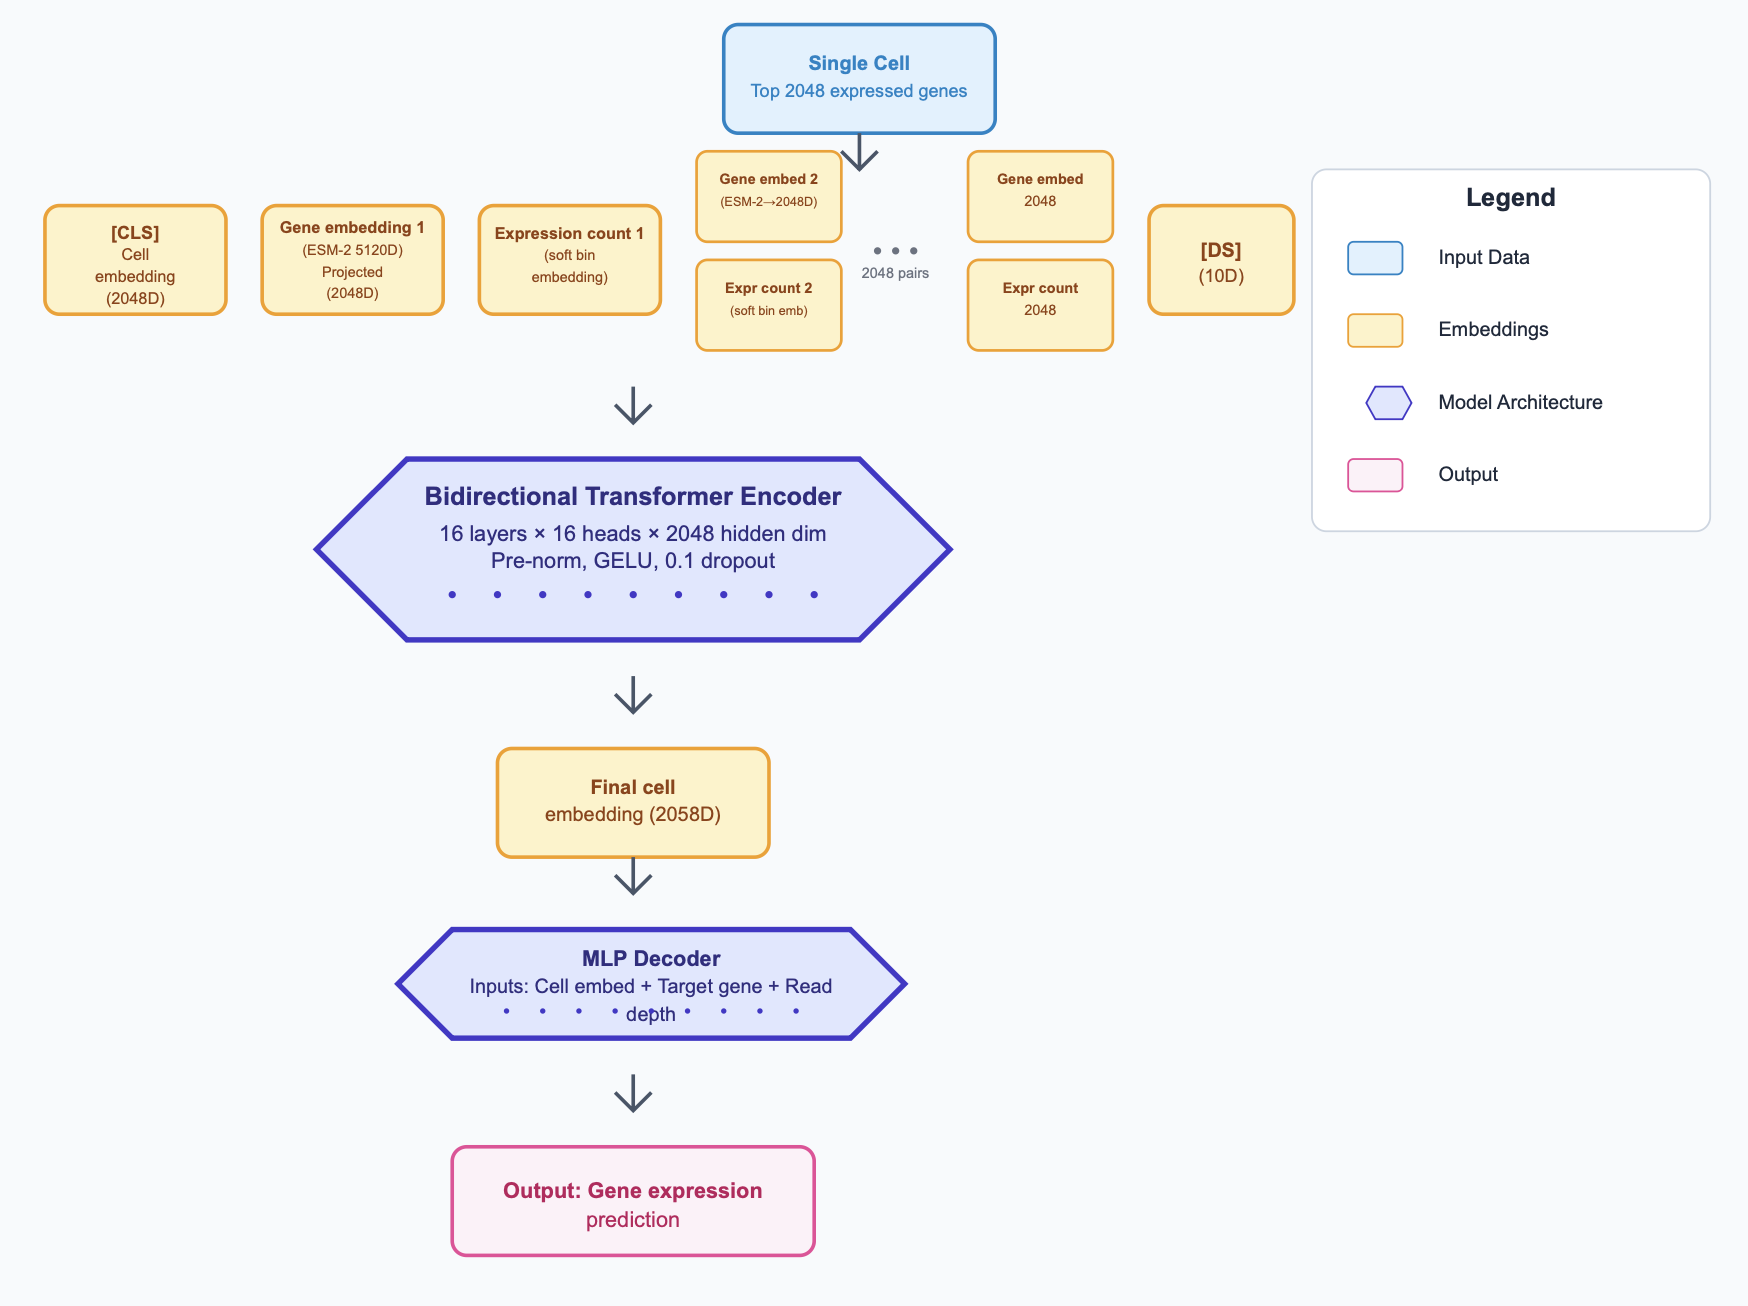 Single Cell
Top 2048 expressed genes
[CLS]
Cell
embedding
(2048D)
Gene embedding 1
(ESM-2 5120D)
Projected
(2048D)
Expression count 1
(soft bin
embedding)
Gene embed 2
(ESM-2→2048D)
Expr count 2
(soft bin emb)
2048 pairs
Gene embed
2048
Expr count
2048
[DS]
(10D)
Legend
Input Data
Embeddings
Model Architecture
Output
Bidirectional Transformer Encoder
16 layers × 16 heads × 2048 hidden dim
Pre-norm, GELU, 0.1 dropout
Final cell
embedding (2058D)
MLP Decoder
Inputs: Cell embed + Target gene + Read
depth
Output: Gene expression
prediction